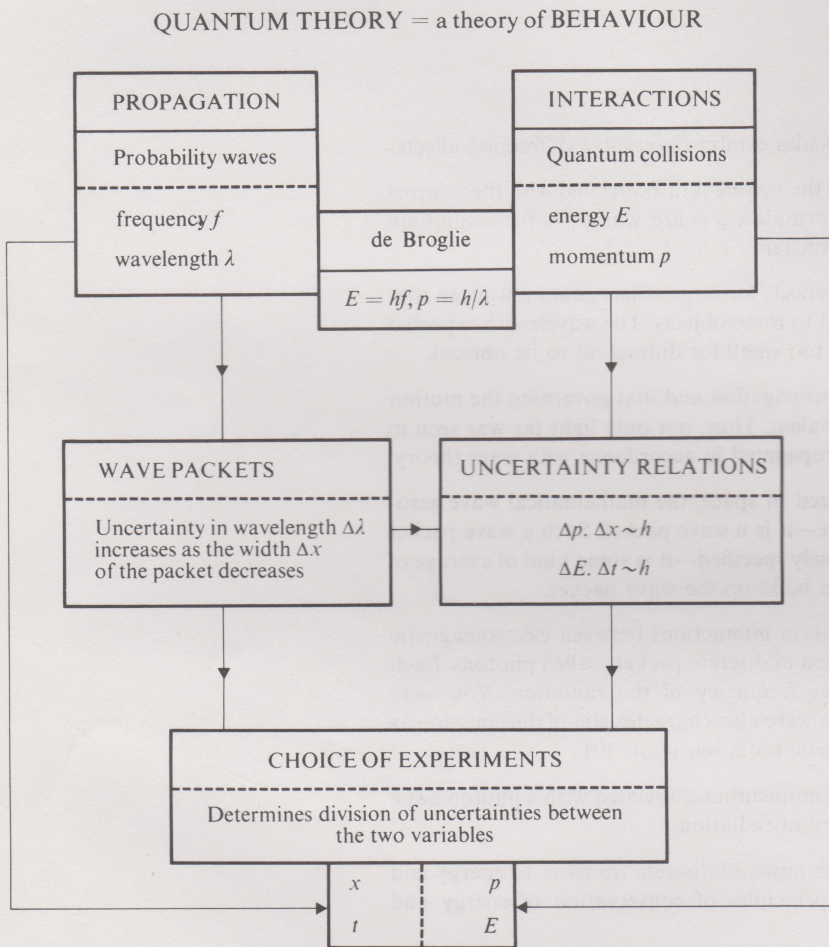 QUANTUM THEORY = a theory of BEHAVIOUR
PROPAGATION
Probability waves
frequency f
wavelength λ
INTERACTIONS
Quantum collisions
energy E
momentum p
de Broglie
E = hf, p = h/λ
WAVE PACKETS
Uncertainty in wavelength Δλ
increases as the width Δx
of the packet decreases
UNCERTAINTY RELATIONS
Δp. Δx ~ h
ΔE. Δt ~ h
CHOICE OF EXPERIMENTS
Determines division of uncertainties between
the two variables
x p
t E